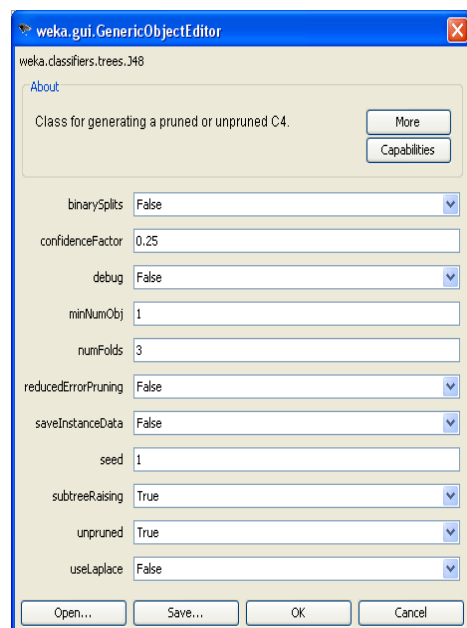 weka.gui.GenericObjectEditor
weka.classifiers.trees.J48
About
Class for generating a pruned or unpruned C4.
More
Capabilities
binarySplits False
confidenceFactor 0.25
debug False
minNumObj 1
numFolds 3
reducedErrorPruning False
saveInstanceData False
seed 1
subtreeRaising True
unpruned True
useLaplace False
Open... Save... OK Cancel